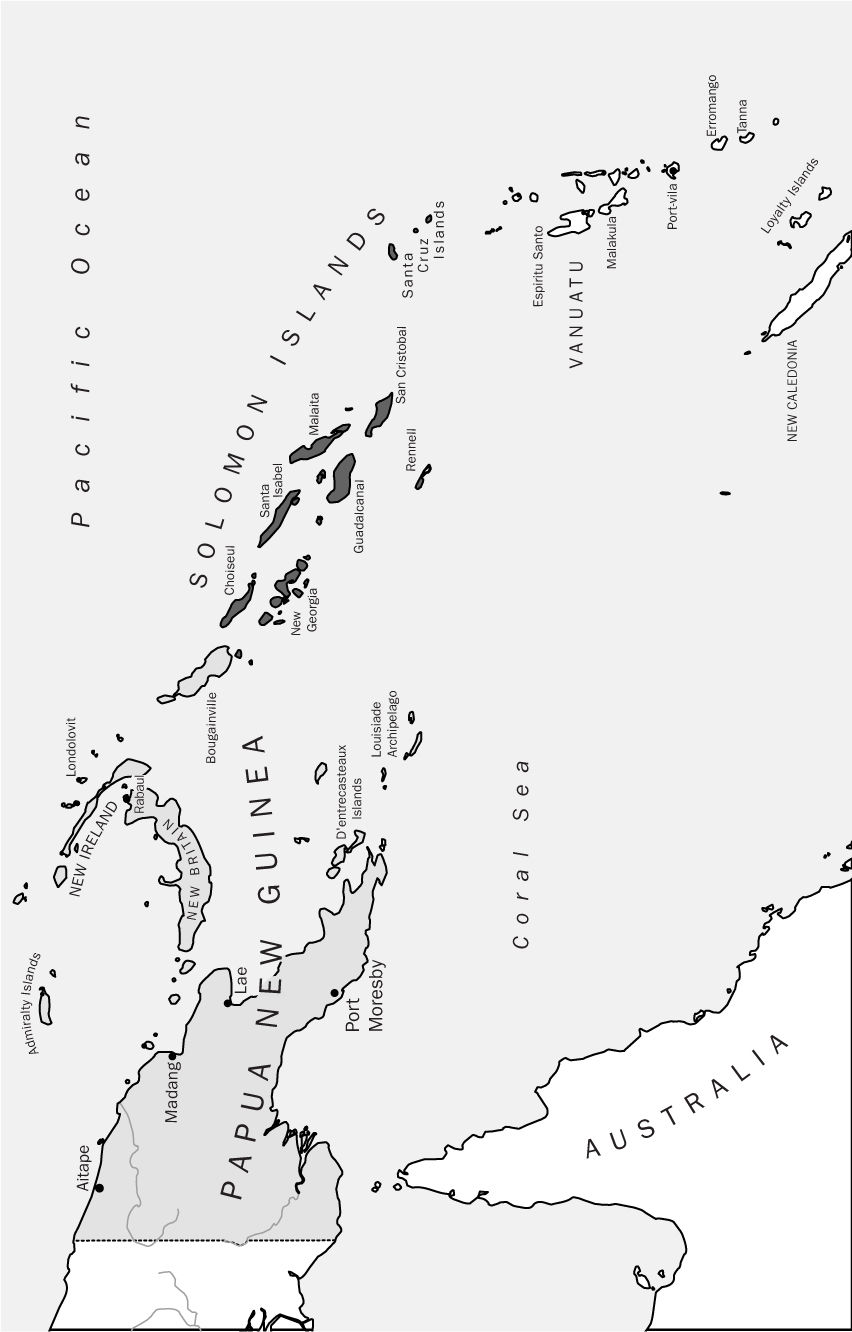 Pacific Ocean
SOLOMON ISLANDS
Santa
Cruz
Islands
Erromango
Tanna
Port-vila
Loyalty Islands
Espiritu Santo
Malakula
VANUATU
NEW CALEDONIA
San Cristobal
Malaita
Rennell
Santa
Isabel
Guadalcanal
Choiseul
New
Georgia
Bougainville
Londolovit
Rabaul
NEW IRELAND
NEW BRITAIN
Louisiade
Archipelago
D'entrecasteaux
Islands
Coral Sea
PAPUA NEW GUINEA
Admiralty Islands
Lae
Port
Moresby
Madang
Aitape
AUSTRALIA